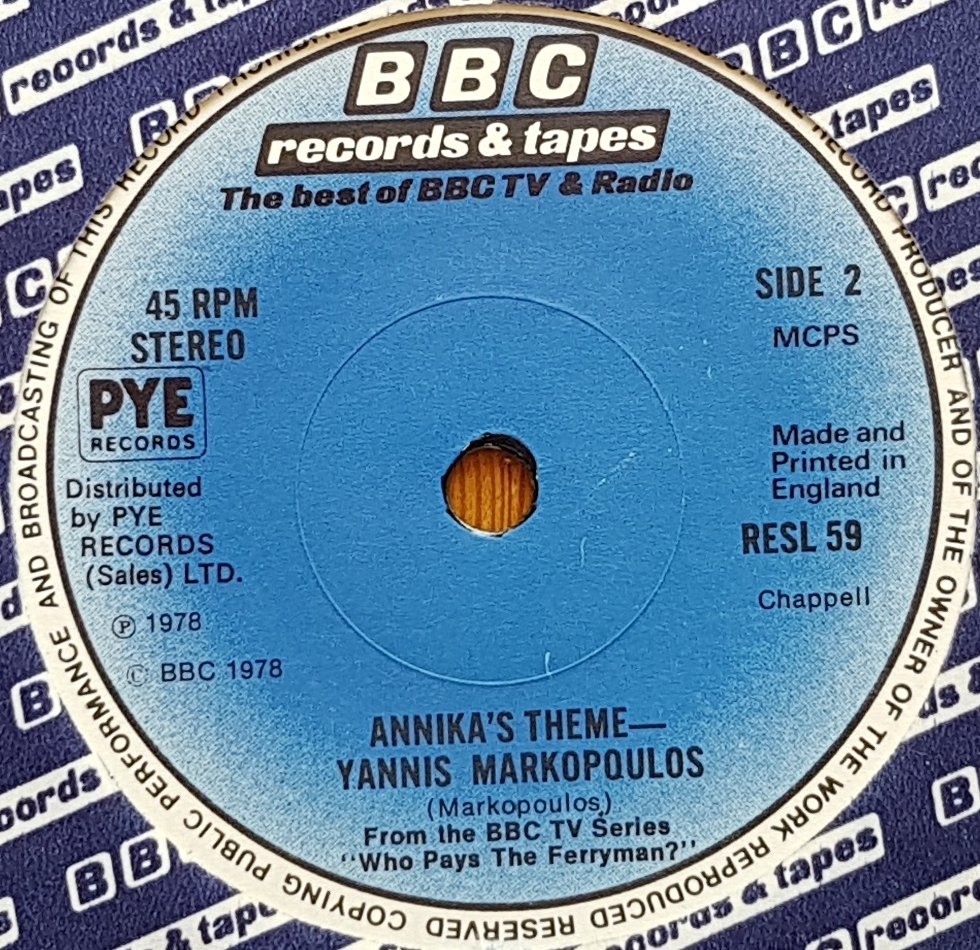 BBC
records & tapes
The best of BBC TV & Radio
45 RPM
STEREO
PYE
RECORDS
Distributed
by PYE
RECORDS
(Sales) LTD.
℗ 1978
© BBC 1978
SIDE 2
MCPS
Made and
Printed in
England
RESL 59
Chappell
ANNIKA'S THEME—
YANNIS MARKOPOULOS
(Markopoulos)
From the BBC TV Series
"Who Pays The Ferryman?"
RECORD PRODUCER AND OF THE OWNER OF THE WORK REPRODUCED RESERVED COPYING PUBLIC PERFORMANCE AND BROADCASTING OF THIS RECORD
records & ta
BBC
tapes
records & tapes